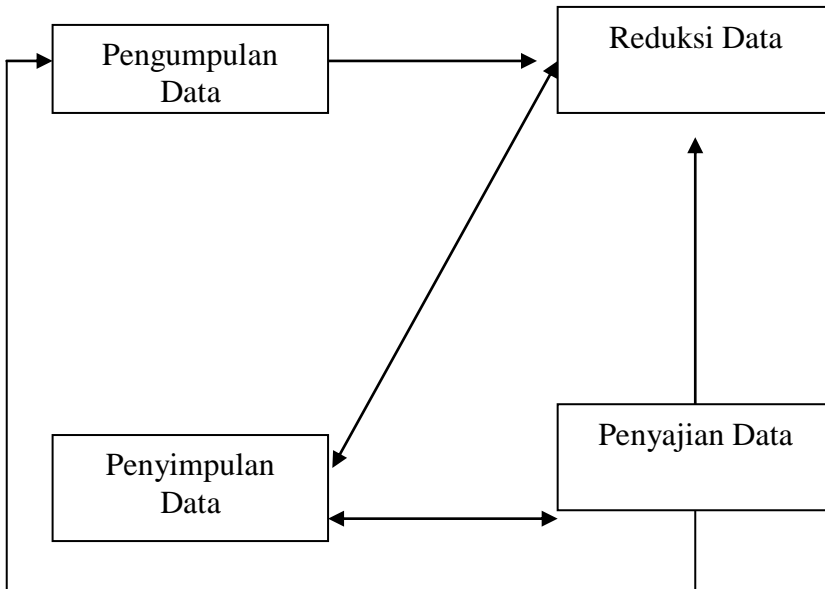 Pengumpulan
Data
Reduksi Data
Penyimpulan
Data
Penyajian Data